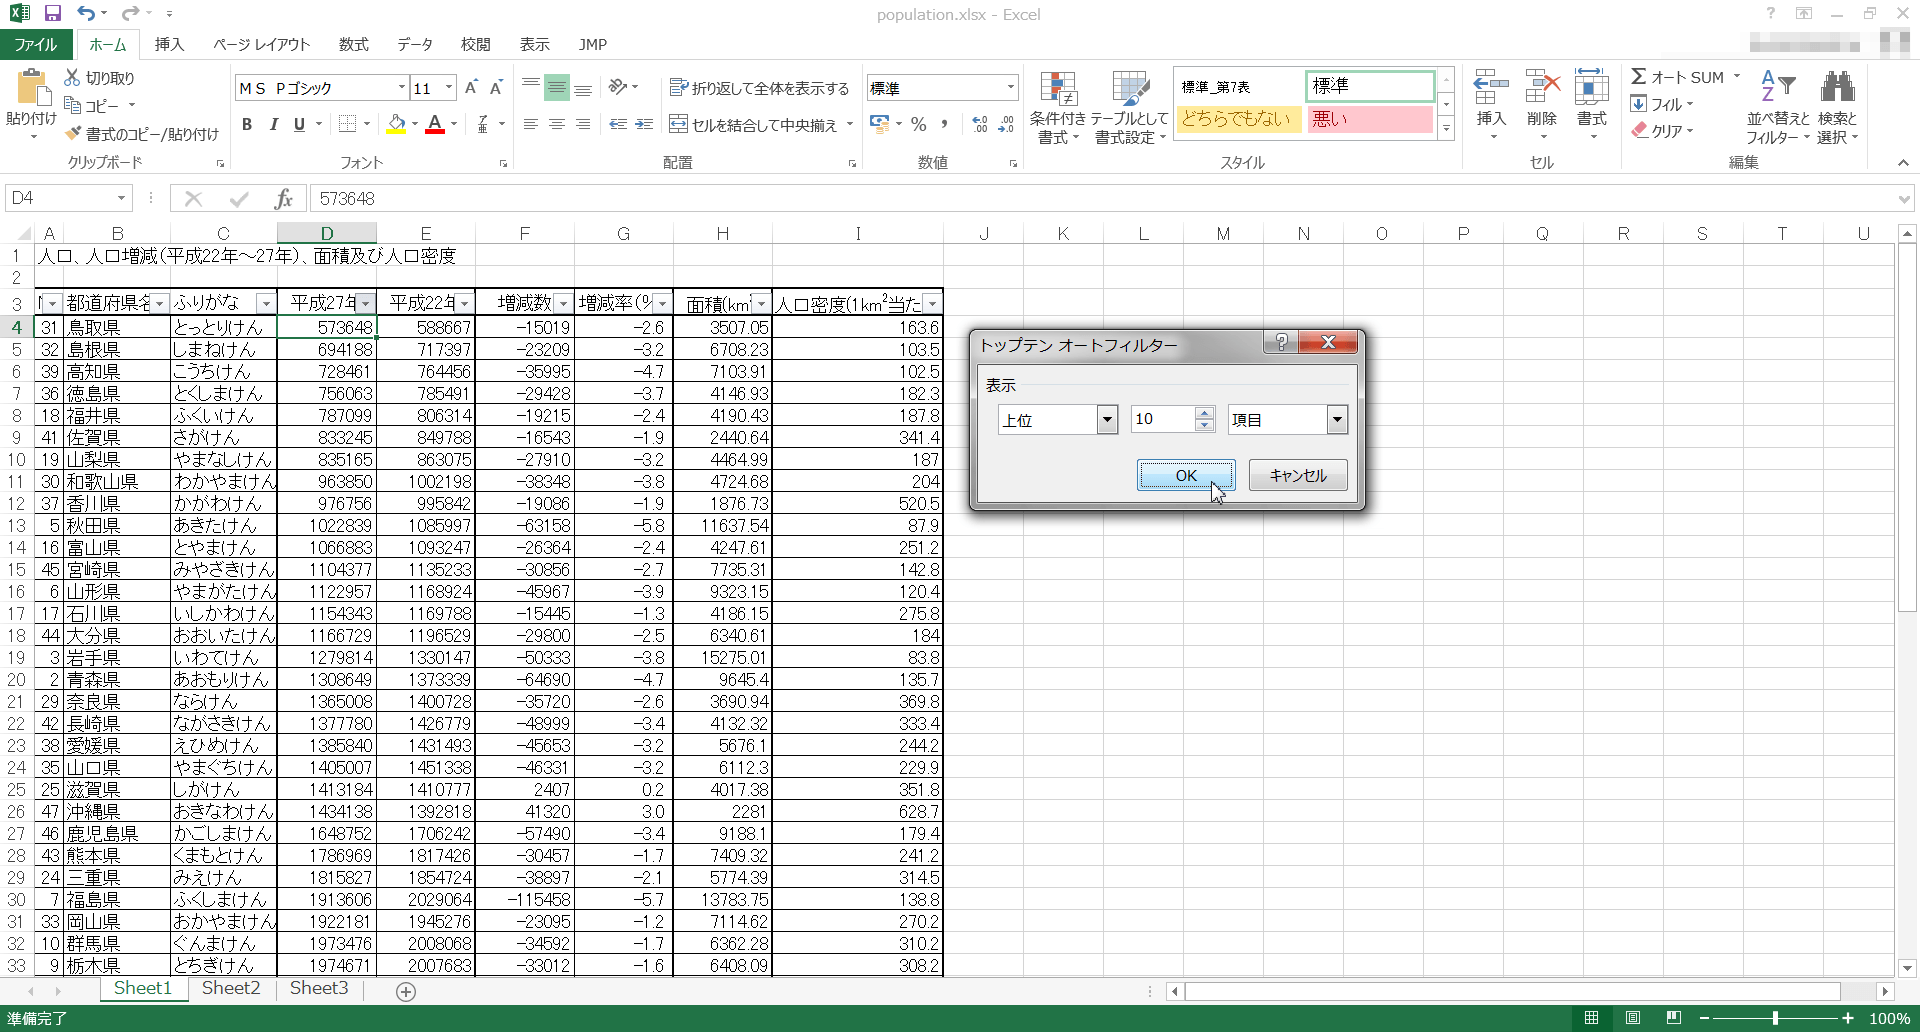 population.xlsx - Excel
ファイル ホーム 挿入 ページ レイアウト 数式 データ 校閲 表示 JMP
貼り付け
切り取り
コピー
書式のコピー/貼り付け
クリップボード
ＭＳ Ｐゴシック 11
B I U
フォント
折り返して全体を表示する
セルを結合して中央揃え
配置
標準
数値
条件付き書式
テーブルとして書式設定
標準_第7表 標準
どちらでもない 悪い
スタイル
挿入 削除 書式
セル
Σ オート SUM
フィル
クリア
並べ替えとフィルター
検索と選択
編集
D4 fx 573648
A B C D E F G H I J K L M N O P Q R S T U
1 人口、人口増減(平成22年～27年)、面積及び人口密度
2
3 都道府県名 ふりがな 平成27年 平成22年 増減数 増減率(% 面積(km² 人口密度(1km²当た
4 31 鳥取県 とっとりけん 573648 588667 -15019 -2.6 3507.05 163.6
5 32 島根県 しまねけん 694188 717397 -23209 -3.2 6708.23 103.5
6 39 高知県 こうちけん 728461 764456 -35995 -4.7 7103.91 102.5
7 36 徳島県 とくしまけん 756063 785491 -29428 -3.7 4146.93 182.3
8 18 福井県 ふくいけん 787099 806314 -19215 -2.4 4190.43 187.8
9 41 佐賀県 さがけん 833245 849788 -16543 -1.9 2440.64 341.4
10 19 山梨県 やまなしけん 835165 863075 -27910 -3.2 4464.99 187
11 30 和歌山県 わかやまけん 963850 1002198 -38348 -3.8 4724.68 204
12 37 香川県 かがわけん 976756 995842 -19086 -1.9 1876.73 520.5
13 5 秋田県 あきたけん 1022839 1085997 -63158 -5.8 11637.54 87.9
14 16 富山県 とやまけん 1066883 1093247 -26364 -2.4 4247.61 251.2
15 45 宮崎県 みやざきけん 1104377 1135233 -30856 -2.7 7735.31 142.8
16 6 山形県 やまがたけん 1122957 1168924 -45967 -3.9 9323.15 120.4
17 17 石川県 いしかわけん 1154343 1169788 -15445 -1.3 4186.15 275.8
18 44 大分県 おおいたけん 1166729 1196529 -29800 -2.5 6340.61 184
19 3 岩手県 いわてけん 1279814 1330147 -50333 -3.8 15275.01 83.8
20 2 青森県 あおもりけん 1308649 1373339 -64690 -4.7 9645.4 135.7
21 29 奈良県 ならけん 1365008 1400728 -35720 -2.6 3690.94 369.8
22 42 長崎県 ながさきけん 1377780 1426779 -48999 -3.4 4132.32 333.4
23 38 愛媛県 えひめけん 1385840 1431493 -45653 -3.2 5676.1 244.2
24 35 山口県 やまぐちけん 1405007 1451338 -46331 -3.2 6112.3 229.9
25 25 滋賀県 しがけん 1413184 1410777 2407 0.2 4017.38 351.8
26 47 沖縄県 おきなわけん 1434138 1392818 41320 3.0 2281 628.7
27 46 鹿児島県 かごしまけん 1648752 1706242 -57490 -3.4 9188.1 179.4
28 43 熊本県 くまもとけん 1786969 1817426 -30457 -1.7 7409.32 241.2
29 24 三重県 みえけん 1815827 1854724 -38897 -2.1 5774.39 314.5
30 7 福島県 ふくしまけん 1913606 2029064 -115458 -5.7 13783.75 138.8
31 33 岡山県 おかやまけん 1922181 1945276 -23095 -1.2 7114.62 270.2
32 10 群馬県 ぐんまけん 1973476 2008068 -34592 -1.7 6362.28 310.2
33 9 栃木県 とちぎけん 1974671 2007683 -33012 -1.6 6408.09 308.2
トップテン オートフィルター
表示
上位 10 項目
OK キャンセル
Sheet1 Sheet2 Sheet3
準備完了 100%